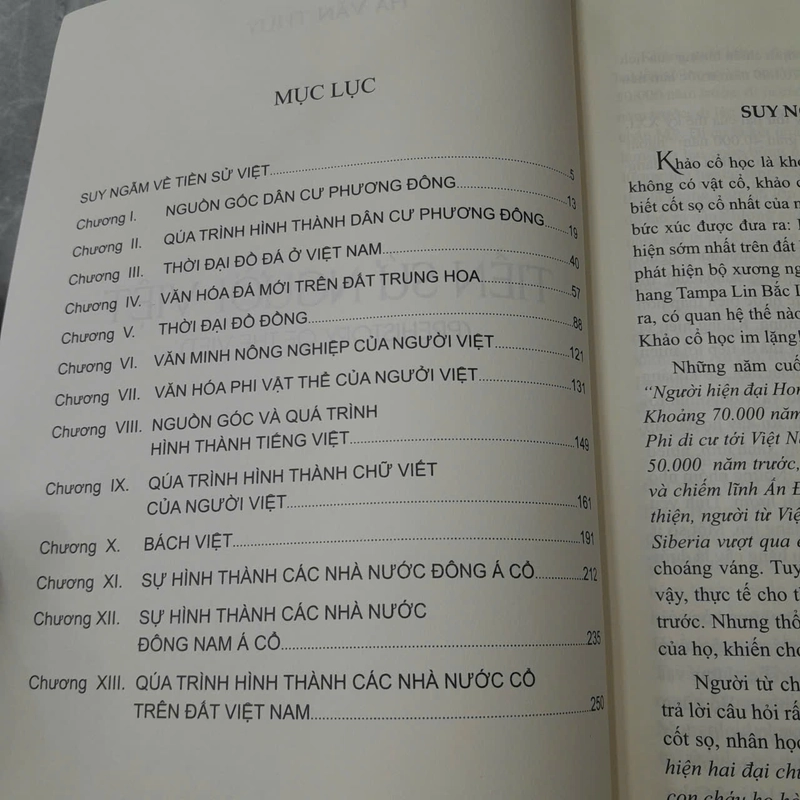 MỤC LỤC
SUY NGẪM VỀ TIỀN SỬ VIỆT 5
Chương I. NGUỒN GỐC DÂN CƯ PHƯƠNG ĐÔNG 13
Chương II. QÚA TRÌNH HÌNH THÀNH DÂN CƯ PHƯƠNG ĐÔNG 19
Chương III. THỜI ĐẠI ĐỒ ĐÁ Ở VIỆT NAM 40
Chương IV. VĂN HÓA ĐÁ MỚI TRÊN ĐẤT TRUNG HOA 57
Chương V. THỜI ĐẠI ĐỒ ĐỒNG 86
Chương VI. VĂN MINH NÔNG NGHIỆP CỦA NGƯỜI VIỆT 121
Chương VII. VĂN HÓA PHI VẬT THỂ CỦA NGƯỜI VIỆT 131
Chương VIII. NGUỒN GỐC VÀ QUÁ TRÌNH
HÌNH THÀNH TIẾNG VIỆT 149
Chương IX. QÚA TRÌNH HÌNH THÀNH CHỮ VIẾT
CỦA NGƯỜI VIỆT 161
Chương X. BÁCH VIỆT 191
Chương XI. SỰ HÌNH THÀNH CÁC NHÀ NƯỚC ĐÔNG Á CỔ 212
Chương XII. SỰ HÌNH THÀNH CÁC NHÀ NƯỚC
ĐÔNG NAM Á CỔ 235
Chương XIII. QÚA TRÌNH HÌNH THÀNH CÁC NHÀ NƯỚC CỔ
TRÊN ĐẤT VIỆT NAM 250
SUY
Khảo cổ học là
không có vật cổ, khảo
biết cốt sọ cổ nhất của
bức xúc được đưa ra:
hiện sớm nhất trên đất
phát hiện bộ xương
hang Tampa Lin Bắc
ra, có quan hệ thế nào
Khảo cổ học im lặng!
Những năm
"Người hiện đại
Khoảng 70.000 năm
Phi di cư tới Việt
50.000 năm trước,
và chiếm lĩnh Ấn
thiện, người từ
Siberia vượt qua
choáng váng.
vậy, thực tế cho
trước. Nhưng
của họ, khiến
Người từ
trả lời câu hỏi
cốt sọ, nhân học
hiện hai đại
con cháu họ